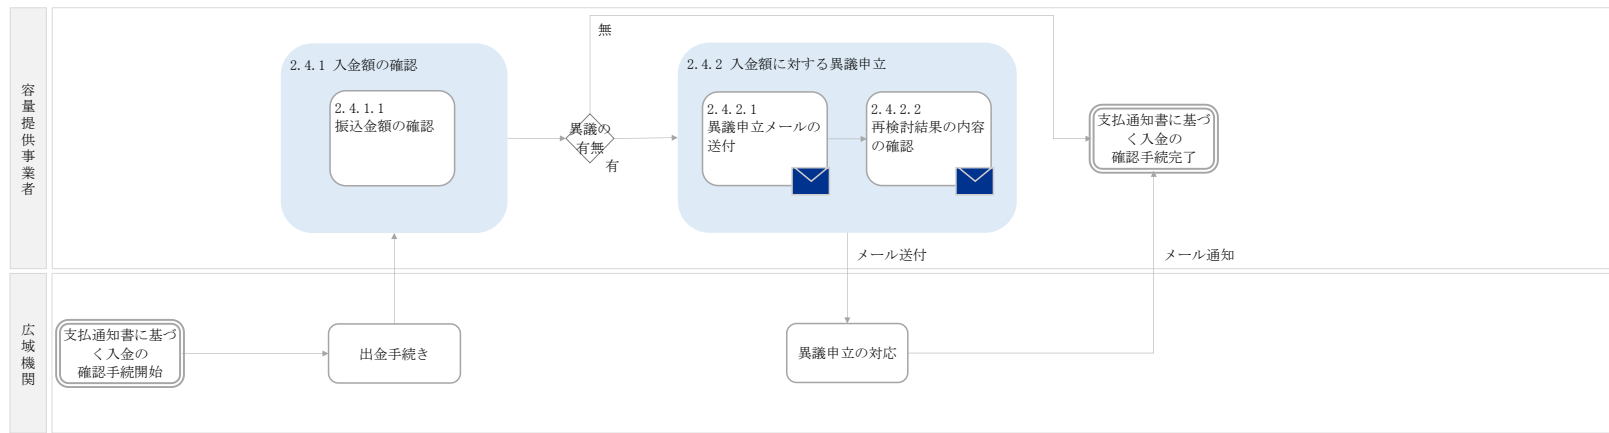 容量提供事業者
無
2.4.1 入金額の確認
2.4.1.1
振込金額の確認
異議の
有無
有
2.4.2 入金額に対する異議申立
2.4.2.1
異議申立メールの
送付
2.4.2.2
再検討結果の内容
の確認
支払通知書に基づ
く入金の
確認手続完了
メール送付
メール通知
広域機関
支払通知書に基づ
く入金の
確認手続開始
出金手続き
異議申立の対応